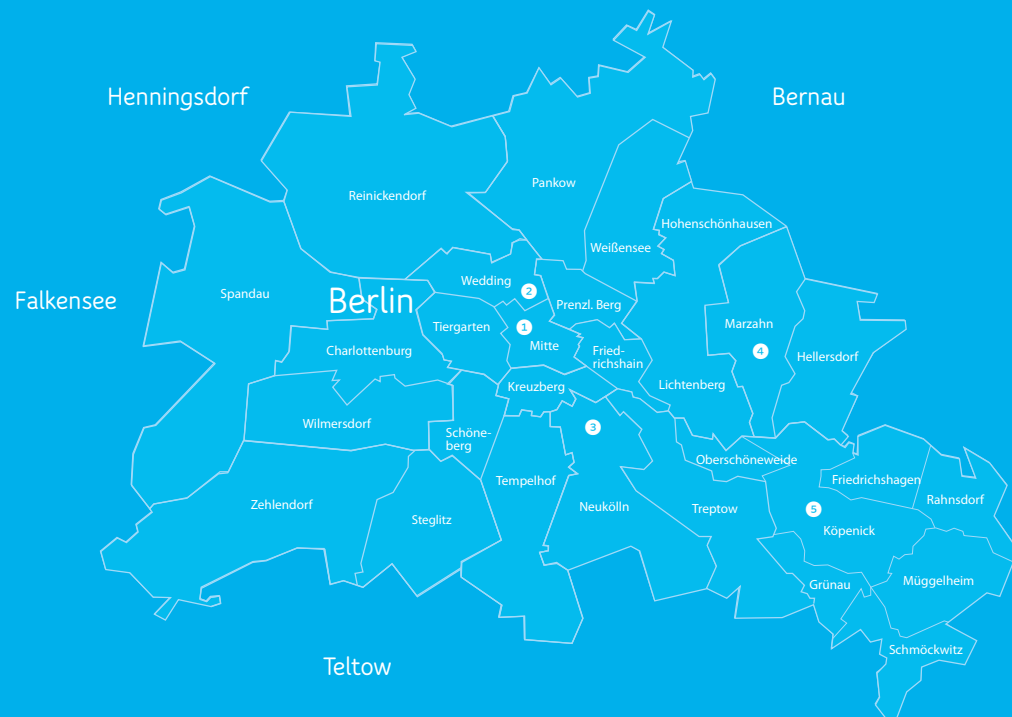 Henningsdorf
Bernau
Pankow
Reinickendorf
Hohenschönhausen
Weißensee
Wedding
2
Spandau
Falkensee
Berlin
Prenzl. Berg
Tiergarten
1
Marzahn
Mitte
Charlottenburg
Fried-
richshain
4
Hellersdorf
Kreuzberg
Lichtenberg
Wilmersdorf
3
Schöne-
berg
Oberschöneweide
Tempelhof
Friedrichshagen
Rahnsdorf
Zehlendorf
Neukölln
Treptow
5
Steglitz
Köpenick
Grünau
Müggelheim
Schmöckwitz
Teltow